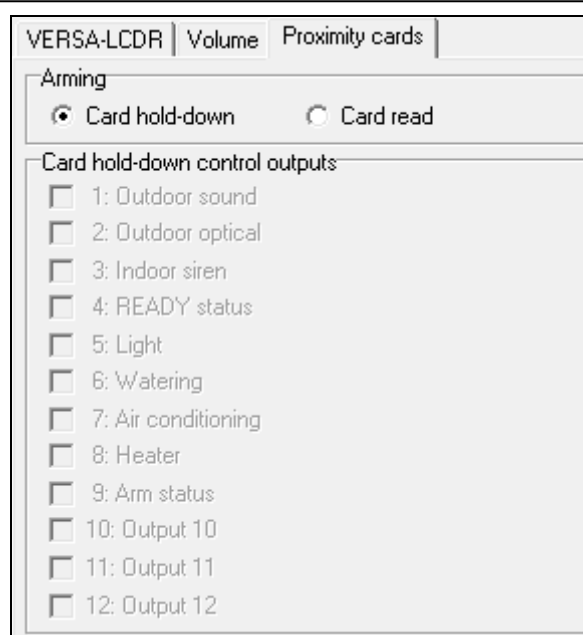 VERSA-LCDR Volume Proximity cards
Arming
Card hold-down Card read
Card hold-down control outputs
1: Outdoor sound
2: Outdoor optical
3: Indoor siren
4: READY status
5: Light
6: Watering
7: Air conditioning
8: Heater
9: Arm status
10: Output 10
11: Output 11
12: Output 12